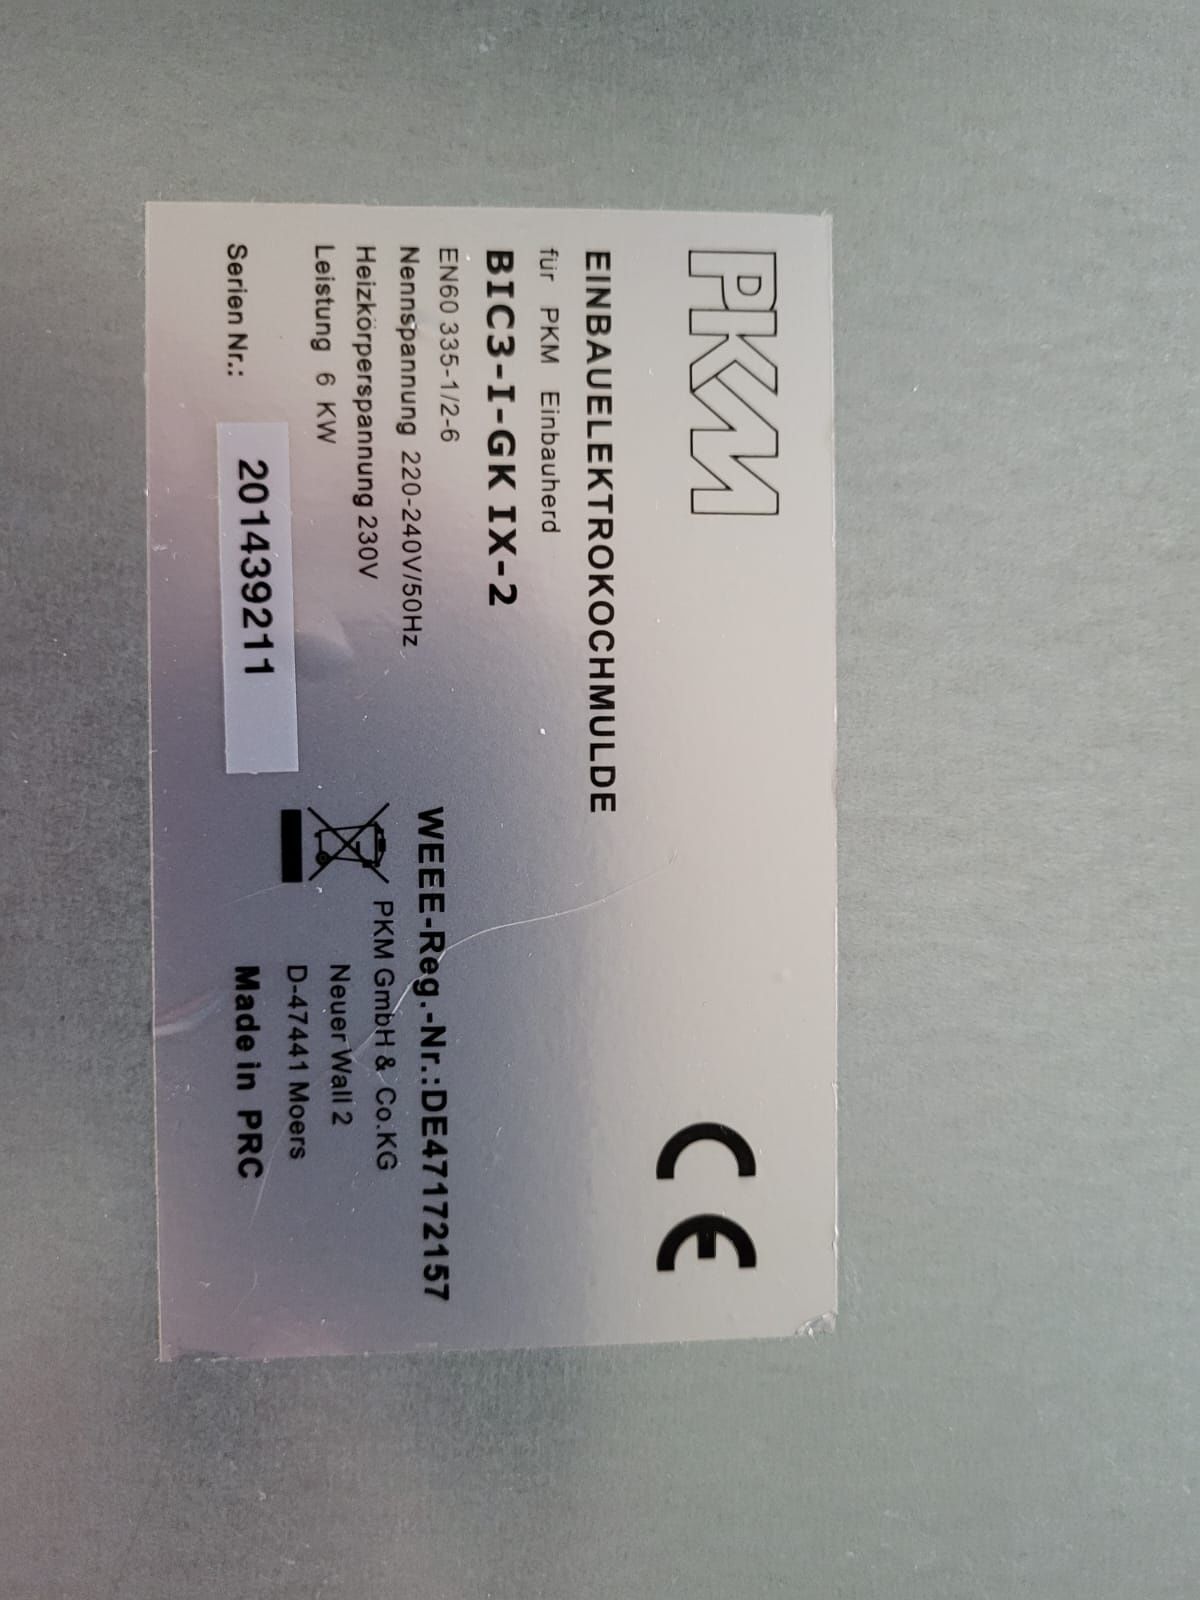 PKM
CE
EINBAUELEKTROKOCHMULDE
für PKM Einbauherd
BIC3-I-GK IX-2
EN60 335-1/2-6
Nennspannung 220-240V/50Hz
Heizkörperspannung 230V
Leistung 6 KW
Serien Nr.: 201439211
WEEE-Reg.-Nr.:DE47172157
PKM GmbH & Co.KG
Neuer Wall 2
D-47441 Moers
Made in PRC